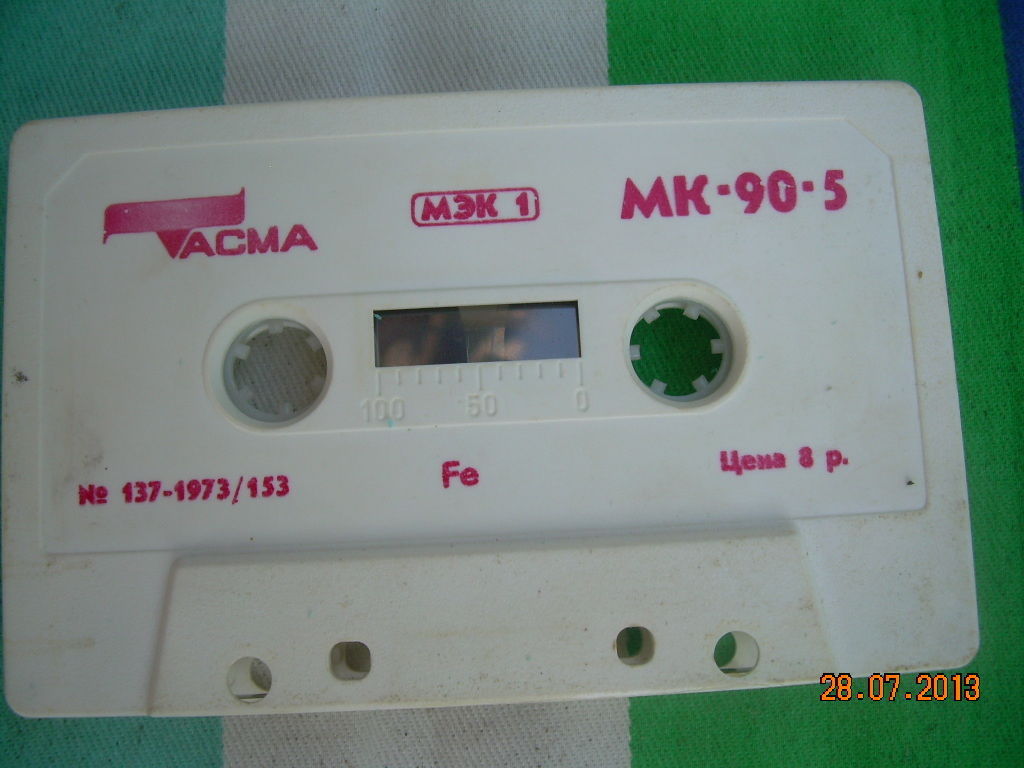 ТАСМА
МЭК 1
МК-90-5
100 50 0
№ 137-1973/153
Fe
Цена 8 р.
28.07.2013